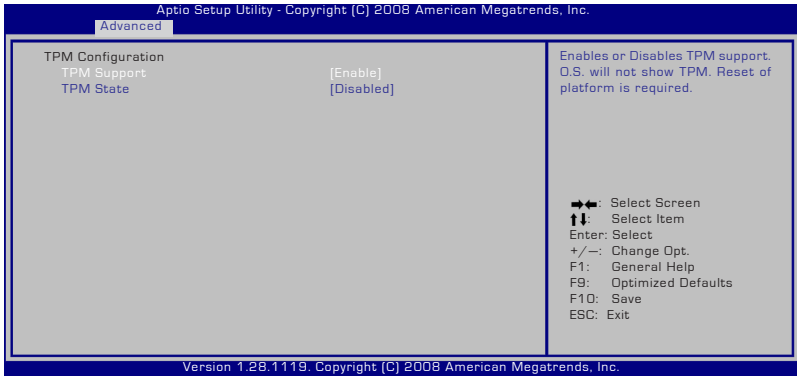 Aptio Setup Utility - Copyright (C) 2008 American Megatrends, Inc.
Advanced
TPM Configuration
TPM Support [Enable]
TPM State [Disabled]
Enables or Disables TPM support.
O.S. will not show TPM. Reset of
platform is required.
➡⬅: Select Screen
⬆⬇: Select Item
Enter: Select
+/–: Change Opt.
F1: General Help
F9: Optimized Defaults
F10: Save
ESC: Exit
Version 1.28.1119. Copyright (C) 2008 American Megatrends, Inc.